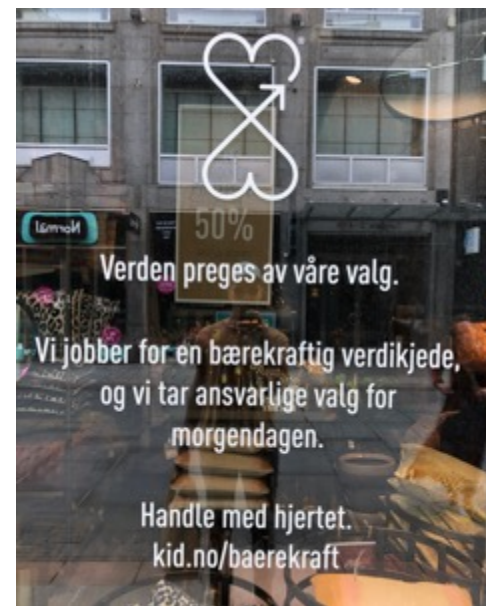 50%
Normal
Verden preges av våre valg.
Vi jobber for en bærekraftig verdikjede,
og vi tar ansvarlige valg for
morgendagen.
Handle med hjertet.
kid.no/baerekraft